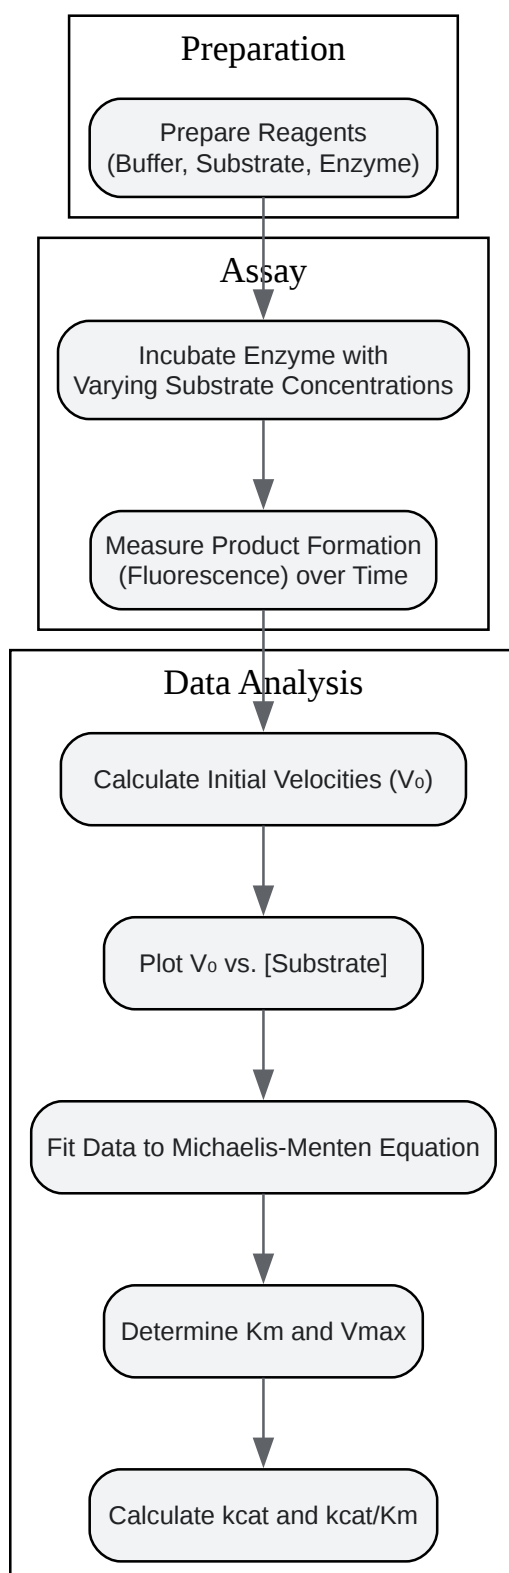 Preparation
Prepare Reagents
(Buffer, Substrate, Enzyme)
Assay
Incubate Enzyme with
Varying Substrate Concentrations
Measure Product Formation
(Fluorescence) over Time
Data Analysis
Calculate Initial Velocities (V₀)
Plot V₀ vs. [Substrate]
Fit Data to Michaelis-Menten Equation
Determine Km and Vmax
Calculate kcat and kcat/Km